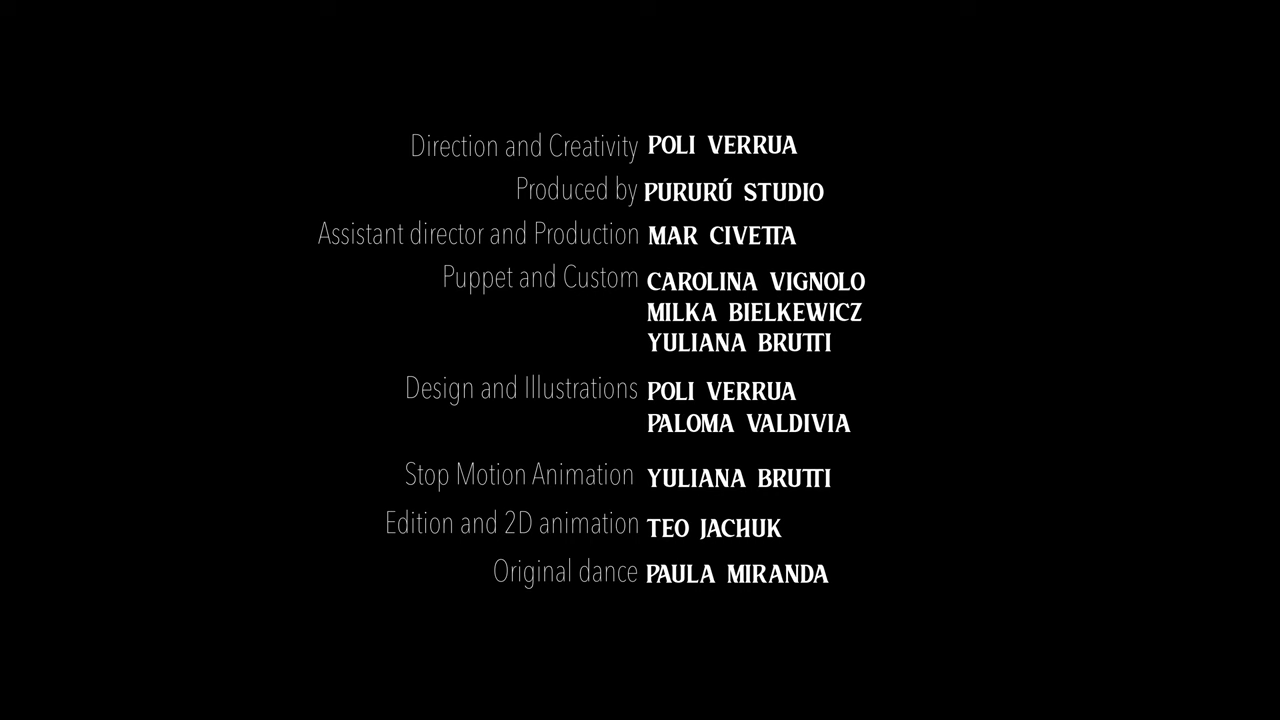 Direction and Creativity POLI VERRUA
Produced by PURURÚ STUDIO
Assistant director and Production MAR CIVETTA
Puppet and Custom CAROLINA VIGNOLO
MILKA BIELKEWICZ
YULIANA BRUTTI
Design and Illustrations POLI VERRUA
PALOMA VALDIVIA
Stop Motion Animation YULIANA BRUTTI
Edition and 2D animation TEO JACHUK
Original dance PAULA MIRANDA